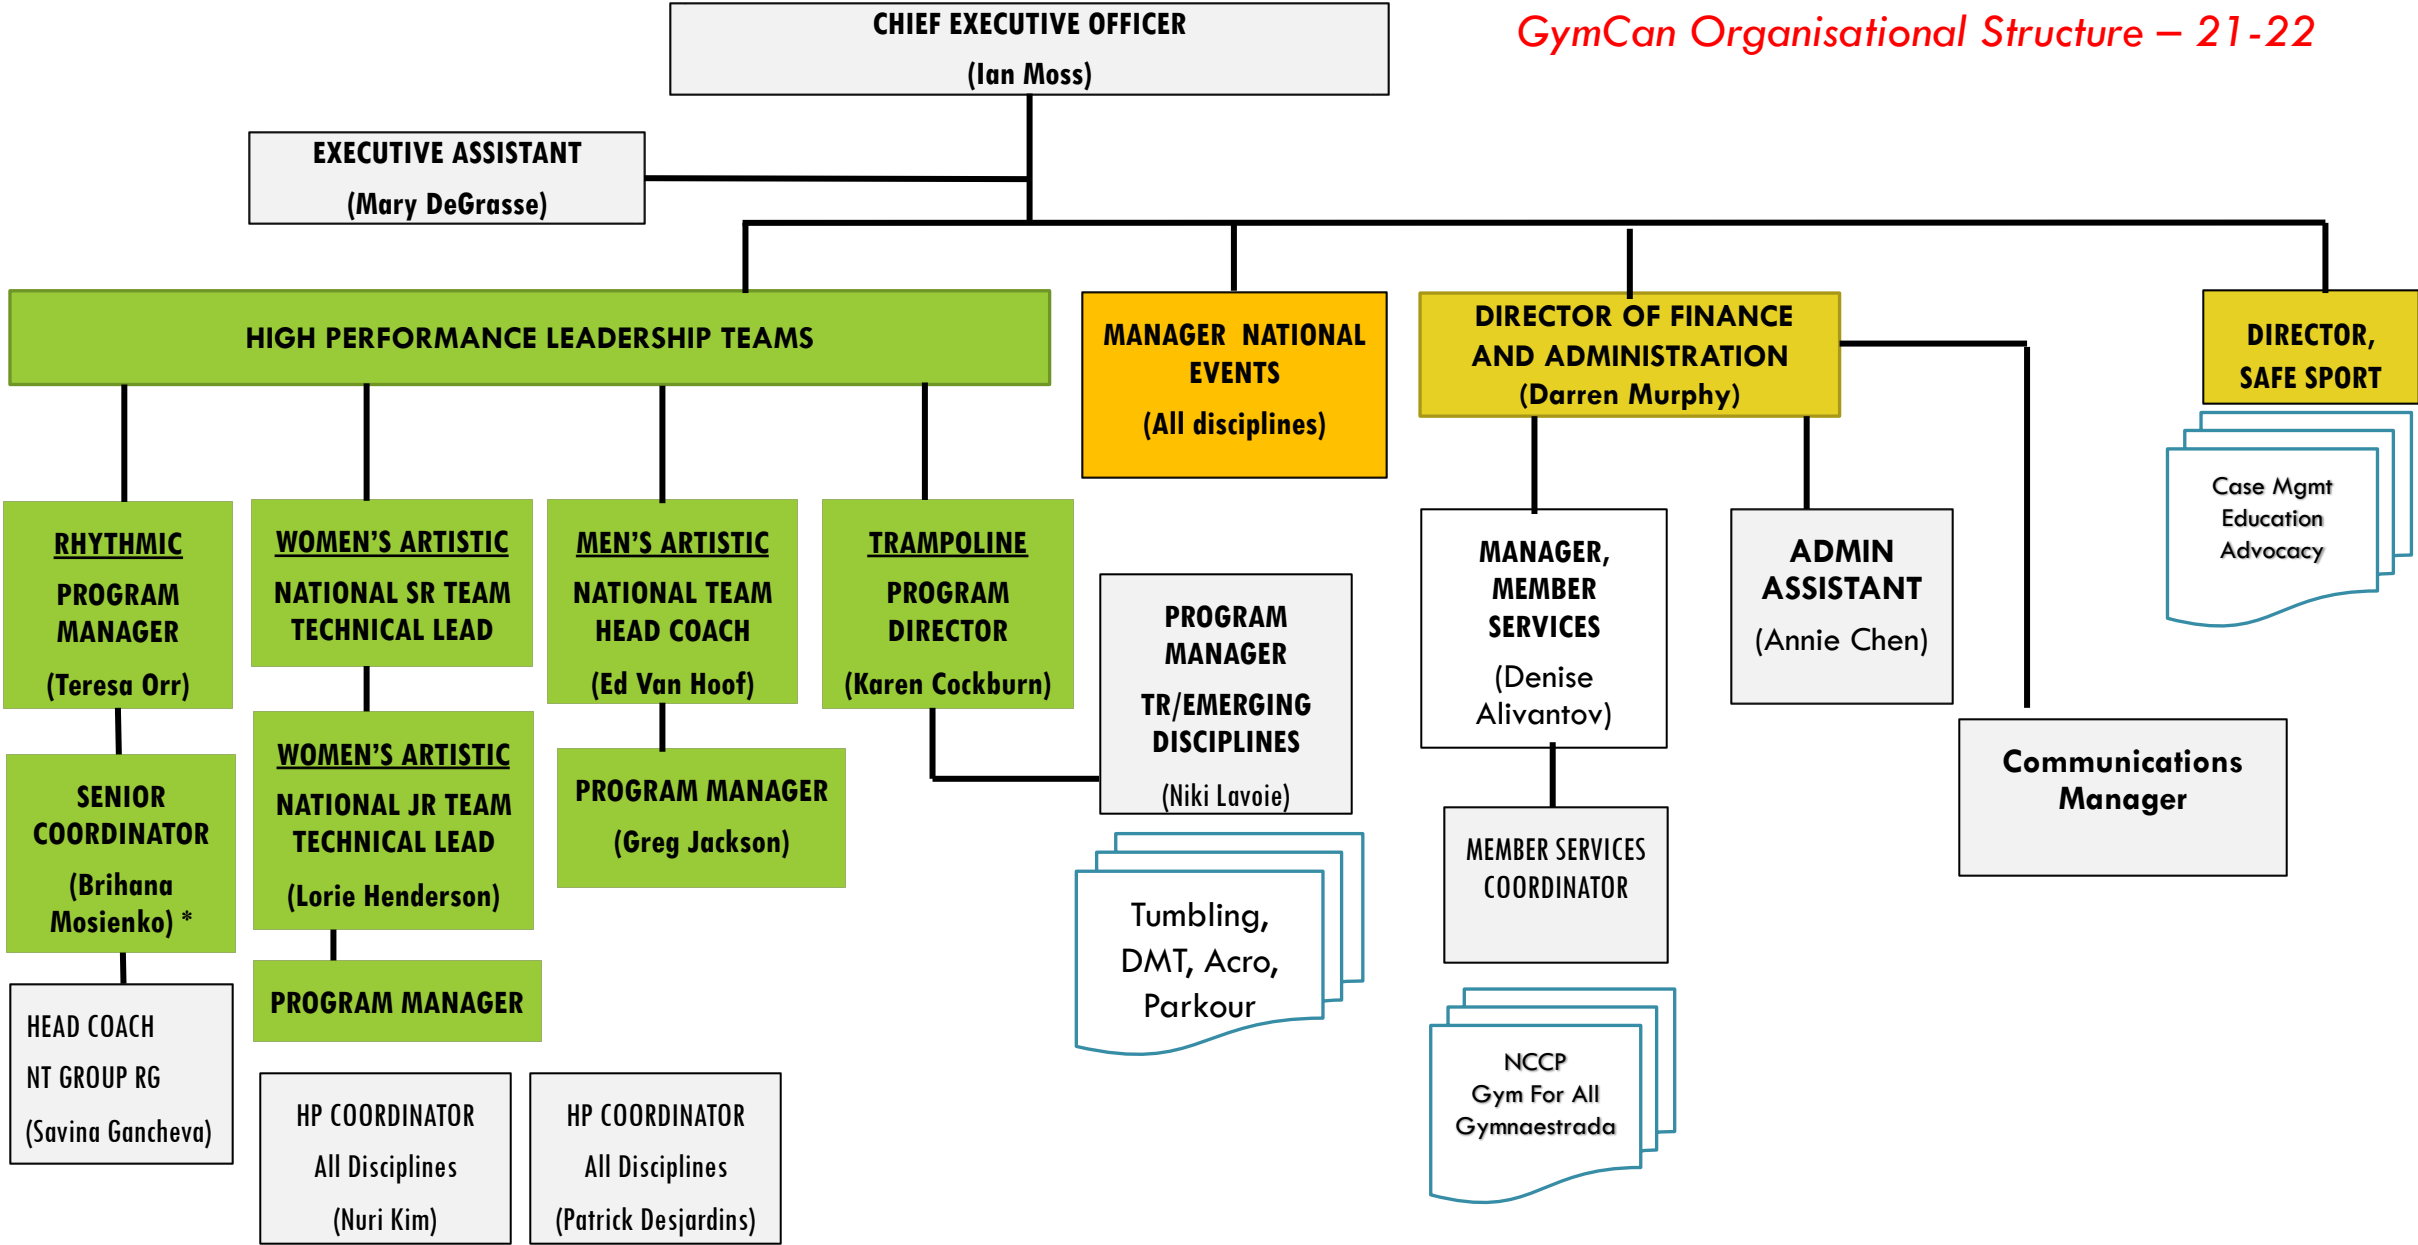 GymCan Organisational Structure – 21-22
CHIEF EXECUTIVE OFFICER
(Ian Moss)
EXECUTIVE ASSISTANT
(Mary DeGrasse)
HIGH PERFORMANCE LEADERSHIP TEAMS
MANAGER NATIONAL
EVENTS
(All disciplines)
DIRECTOR OF FINANCE
AND ADMINISTRATION
(Darren Murphy)
DIRECTOR,
SAFE SPORT
Case Mgmt
Education
Advocacy
RHYTHMIC
PROGRAM
MANAGER
(Teresa Orr)
WOMEN'S ARTISTIC
NATIONAL SR TEAM
TECHNICAL LEAD
MEN'S ARTISTIC
NATIONAL TEAM
HEAD COACH
(Ed Van Hoof)
TRAMPOLINE
PROGRAM
DIRECTOR
(Karen Cockburn)
PROGRAM
MANAGER
TR/EMERGING
DISCIPLINES
(Niki Lavoie)
MANAGER,
MEMBER
SERVICES
(Denise
Alivantov)
ADMIN
ASSISTANT
(Annie Chen)
Communications
Manager
SENIOR
COORDINATOR
(Brihana
Mosienko) *
WOMEN'S ARTISTIC
NATIONAL JR TEAM
TECHNICAL LEAD
(Lorie Henderson)
PROGRAM MANAGER
(Greg Jackson)
Tumbling,
DMT, Acro,
Parkour
MEMBER SERVICES
COORDINATOR
PROGRAM MANAGER
HEAD COACH
NT GROUP RG
(Savina Gancheva)
HP COORDINATOR
All Disciplines
(Nuri Kim)
HP COORDINATOR
All Disciplines
(Patrick Desjardins)
NCCP
Gym For All
Gymnaestrada